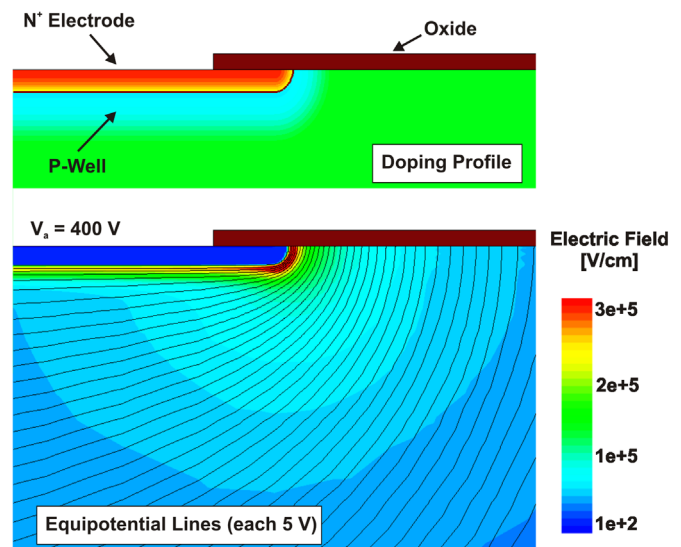 N⁺ Electrode
Oxide
P-Well
Doping Profile
Vₐ = 400 V
Electric Field
[V/cm]
3e+5
2e+5
1e+5
1e+2
Equipotential Lines (each 5 V)